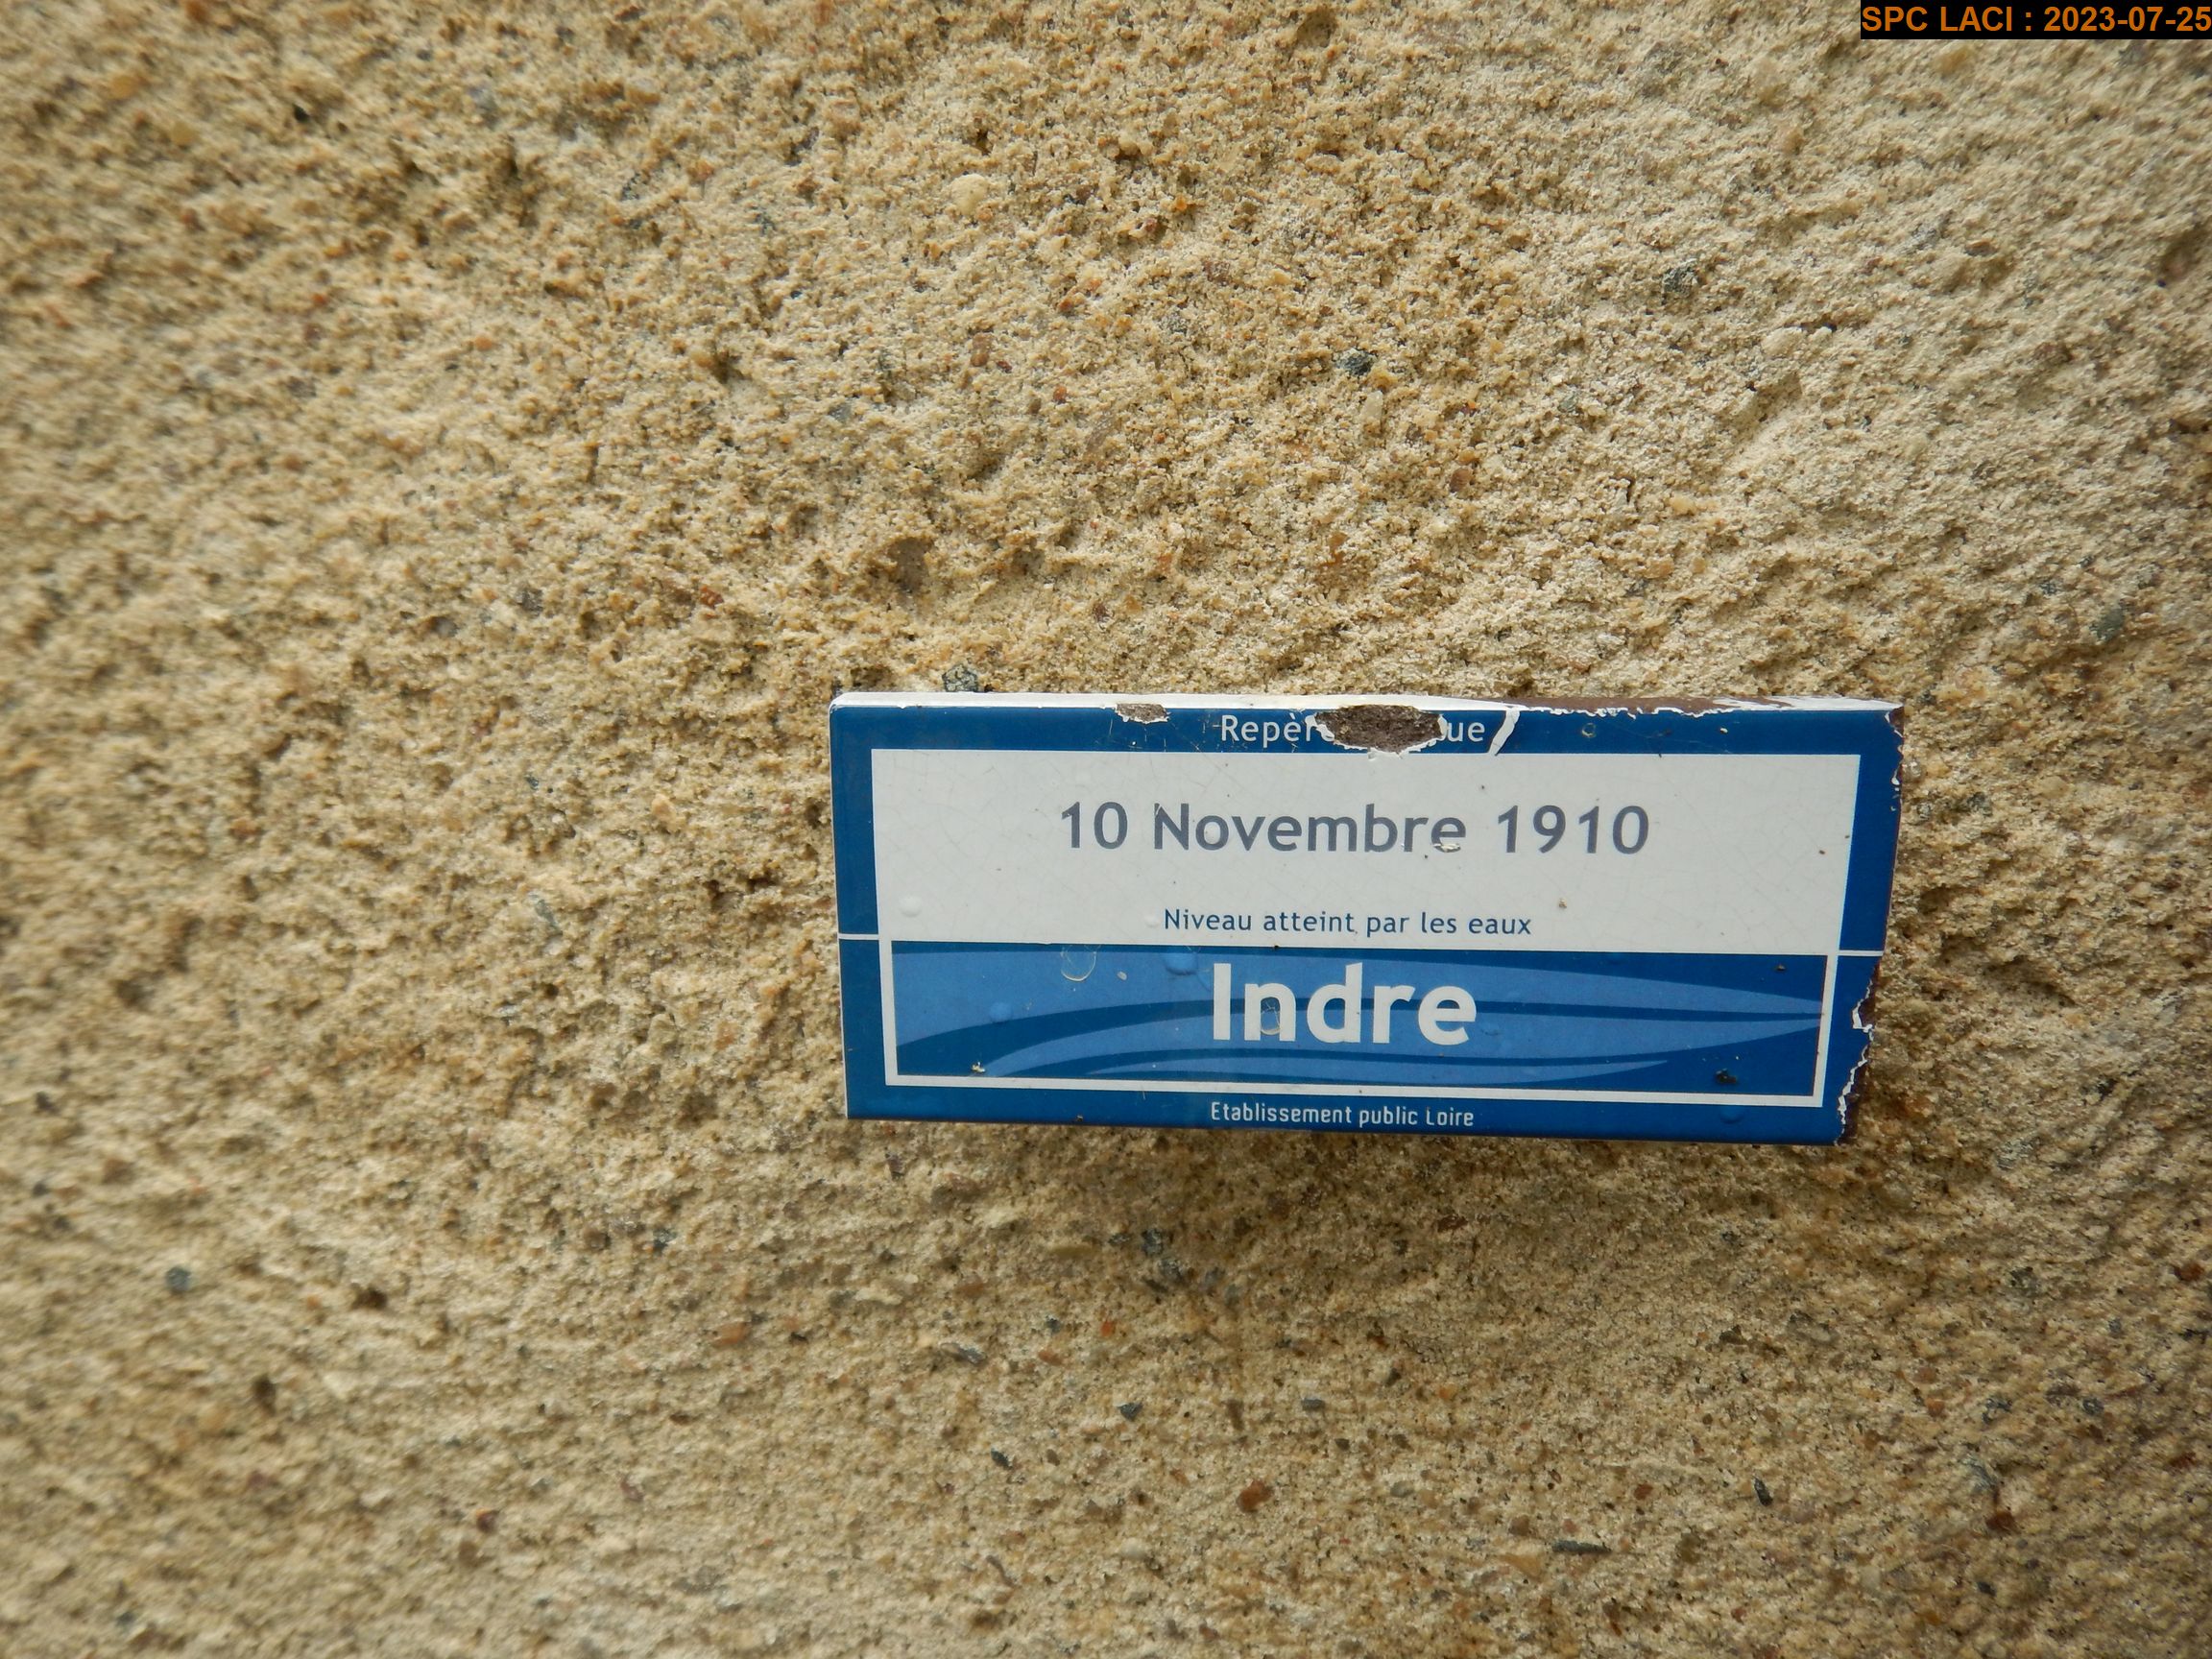 SPC LACI : 2023-07-25
10 Novembre 1910
Niveau atteint par les eaux
Indre
Etablissement public Loire